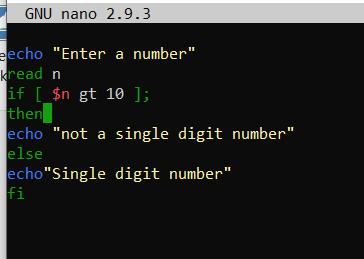 GNU nano 2.9.3
echo "Enter a number"
read n
if [ $n gt 10 ];
then
echo "not a single digit number"
else
echo"Single digit number"
fi